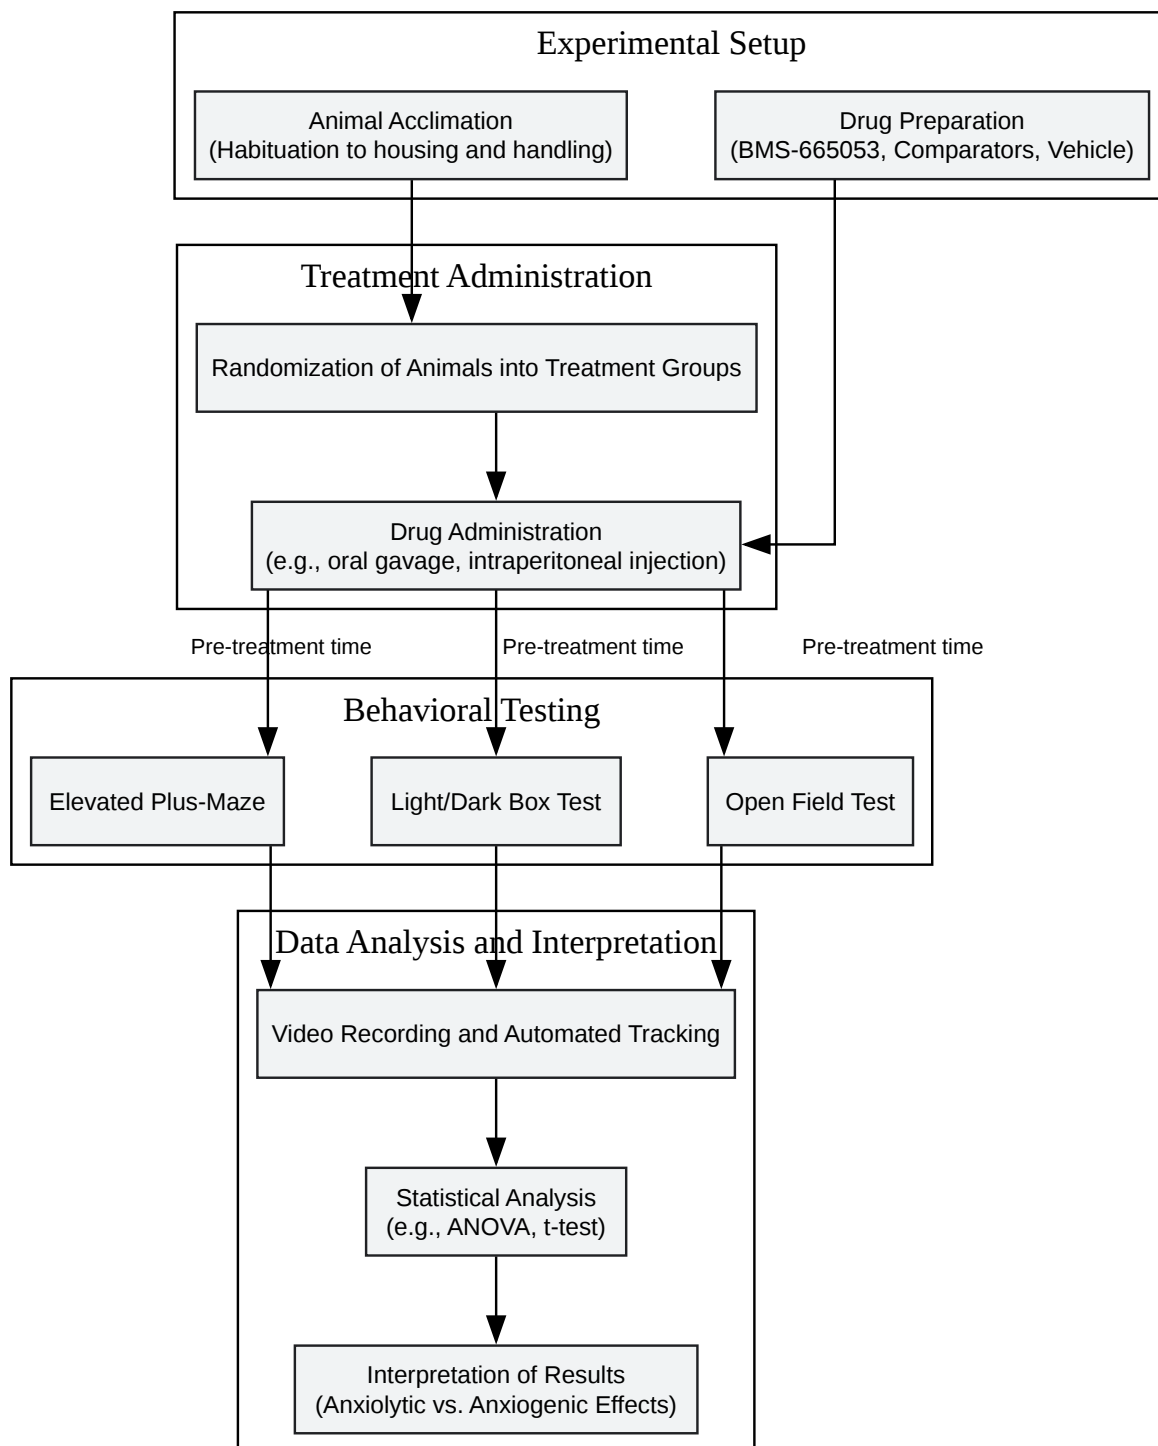 Experimental Setup
Animal Acclimation
(Habituation to housing and handling)
Drug Preparation
(BMS-665053, Comparators, Vehicle)
Treatment Administration
Randomization of Animals into Treatment Groups
Drug Administration
(e.g., oral gavage, intraperitoneal injection)
Pre-treatment time
Pre-treatment time
Pre-treatment time
Behavioral Testing
Elevated Plus-Maze
Light/Dark Box Test
Open Field Test
Data Analysis and Interpretation
Video Recording and Automated Tracking
Statistical Analysis
(e.g., ANOVA, t-test)
Interpretation of Results
(Anxiolytic vs. Anxiogenic Effects)